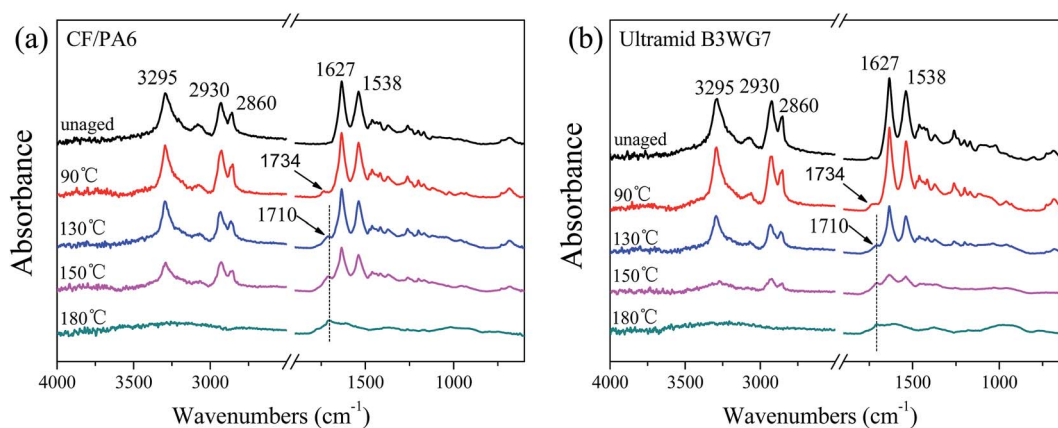 (a)
CF/PA6
3295
2930
2860
1627
1538
unaged
1734
90℃
1710
130℃
150℃
180℃
Absorbance
4000 3500 3000 1500 1000
Wavenumbers (cm-1)
(b)
Ultramid B3WG7
3295
2930
2860
1627
1538
unaged
1734
90℃
1710
130℃
150℃
180℃
Absorbance
4000 3500 3000 1500 1000
Wavenumbers (cm-1)